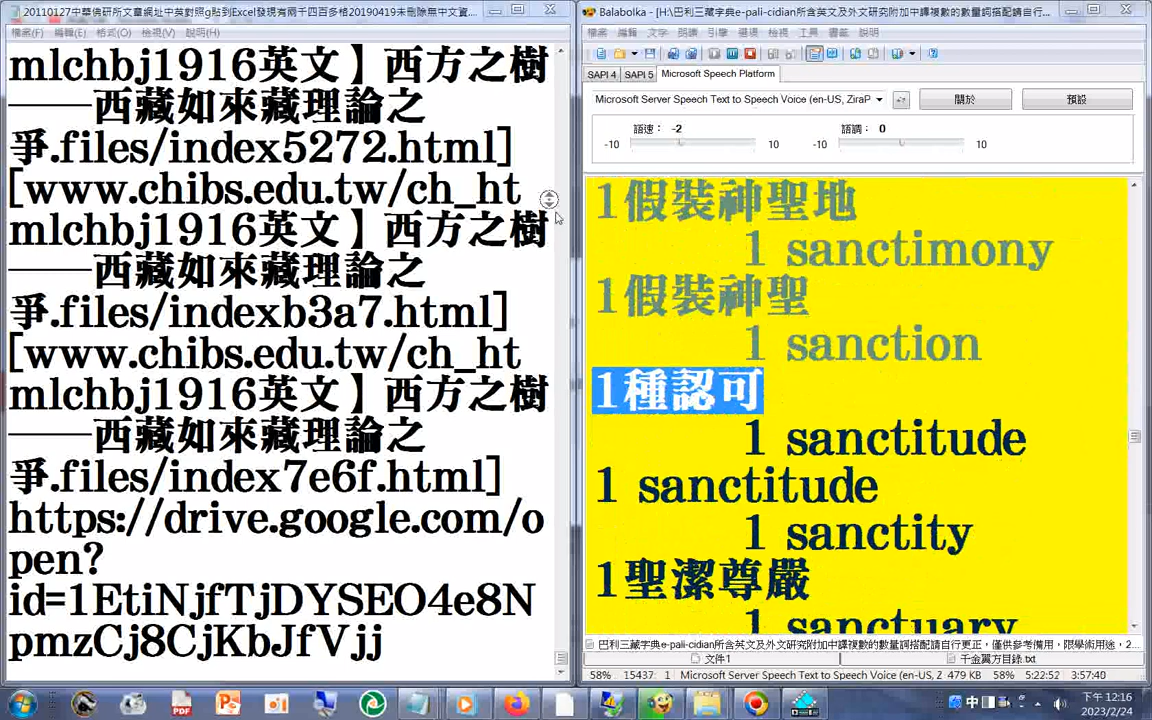 20110127中華佛研所文章網址中英對照g點到Excel發現有兩千四百多格20190419未刪除無中文資...
檔案(F) 編輯(E) 格式(O) 檢視(V) 說明(H)
mlchbj1916英文】西方之樹
——西藏如來藏理論之
爭.files/index5272.html]
[www.chibs.edu.tw/ch_ht
mlchbj1916英文】西方之樹
——西藏如來藏理論之
爭.files/indexb3a7.html]
[www.chibs.edu.tw/ch_ht
mlchbj1916英文】西方之樹
——西藏如來藏理論之
爭.files/index7e6f.html]
https://drive.google.com/o
pen?
id=1EtiNjfTjDYSEO4e8N
pmzCj8CjKbJfVjj
Balabolka - [H:\巴利三藏字典e-pali-cidian所含英文及外文研究附加中譯複數的數量詞搭配請自行...
檔案 編輯 文字 朗讀 引擎 選項 檢視 工具 書籤 說明
SAPI 4 SAPI 5 Microsoft Speech Platform
Microsoft Server Speech Text to Speech Voice (en-US, ZiraP 關於 預設
語速： -2 語調： 0
-10 10 -10 10
1假裝神聖地
1 sanctimony
1假裝神聖
1 sanction
1種認可
1 sanctitude
1 sanctitude
1 sanctity
1聖潔尊嚴
1 sanctuary
巴利三藏字典e-pali-cidian所含英文及外文研究附加中譯複數的數量詞搭配請自行更正，僅供參考備用，限學術用途，2...
文件1 千金翼方目錄.txt
58% 15437: 1 Microsoft Server Speech Text to Speech Voice (en-US, Z 479 KB 58% 5:22:52 3:57:40
中
下午 12:16
2023/2/24